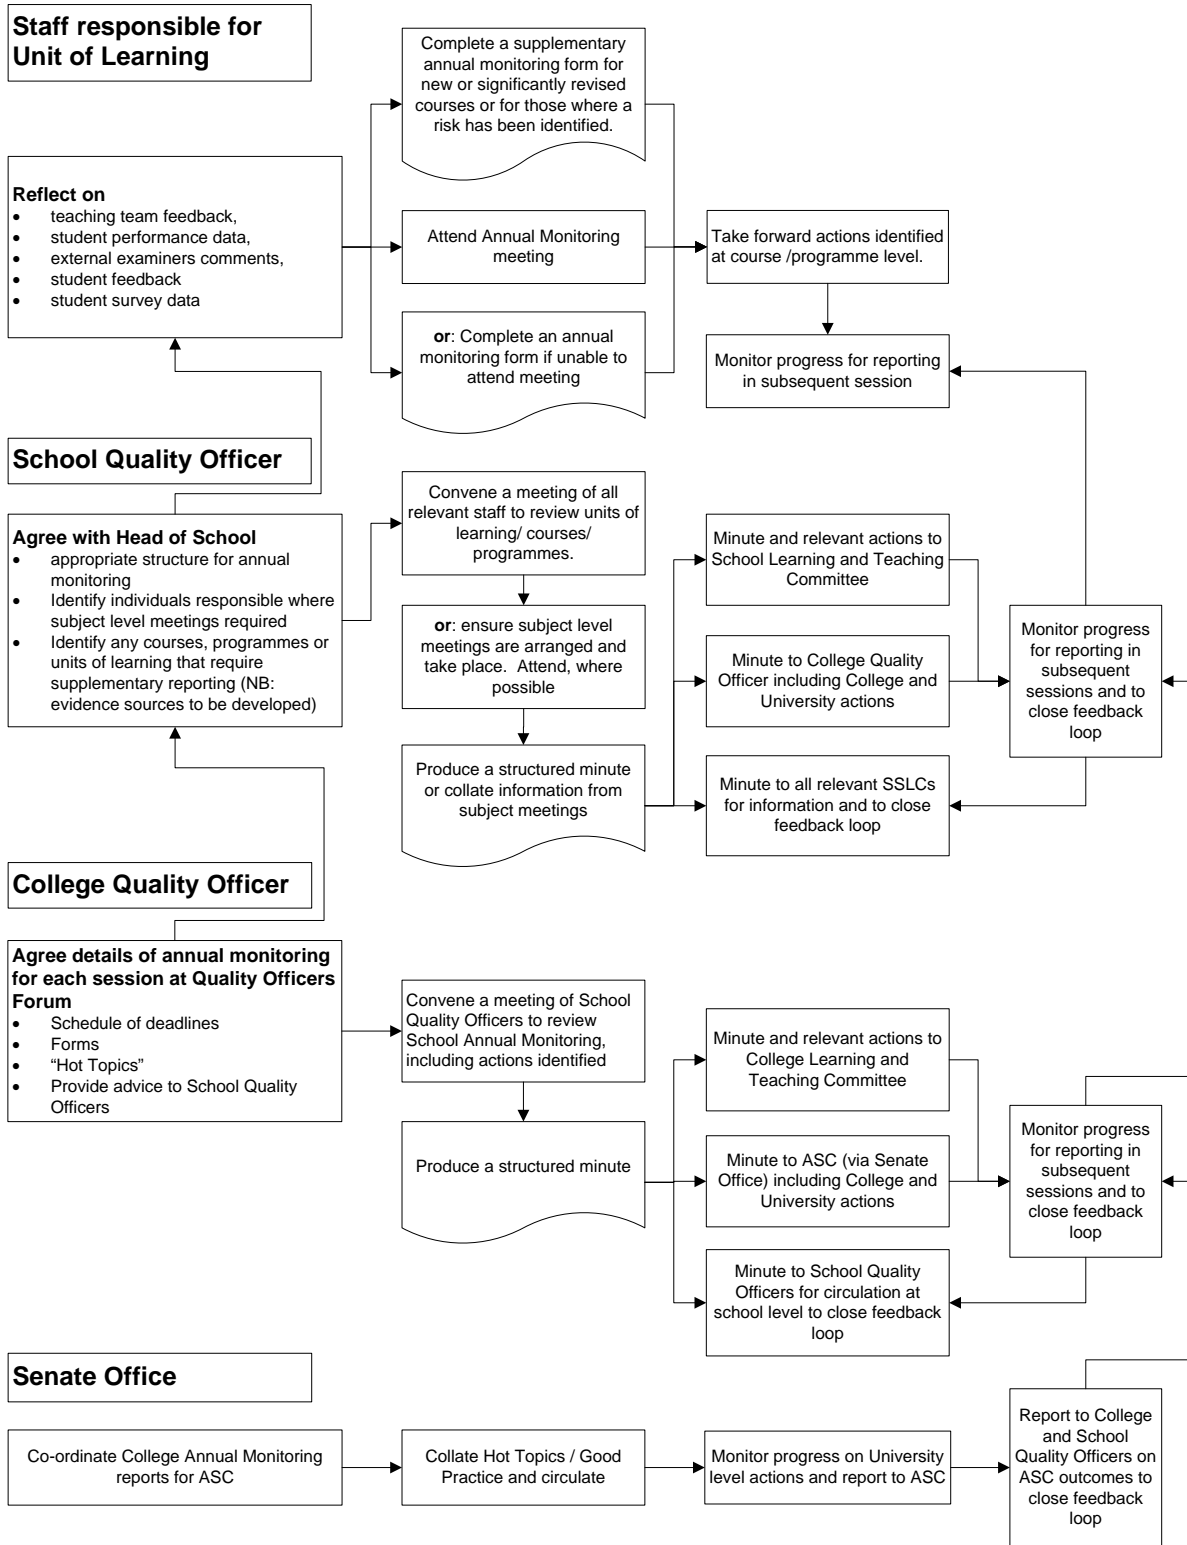 Staff responsible for
Unit of Learning
Complete a supplementary
annual monitoring form for
new or significantly revised
courses or for those where a
risk has been identified.
Reflect on
• teaching team feedback,
• student performance data,
• external examiners comments,
• student feedback
• student survey data
Attend Annual Monitoring
meeting
Take forward actions identified
at course /programme level.
or: Complete an annual
monitoring form if unable to
attend meeting
Monitor progress for reporting
in subsequent session
School Quality Officer
Agree with Head of School
• appropriate structure for annual
monitoring
• Identify individuals responsible where
subject level meetings required
• Identify any courses, programmes or
units of learning that require
supplementary reporting (NB:
evidence sources to be developed)
Convene a meeting of all
relevant staff to review units of
learning/ courses/
programmes.
or: ensure subject level
meetings are arranged and
take place. Attend, where
possible
Produce a structured minute
or collate information from
subject meetings
Minute and relevant actions to
School Learning and Teaching
Committee
Minute to College Quality
Officer including College and
University actions
Minute to all relevant SSLCs
for information and to close
feedback loop
Monitor progress
for reporting in
subsequent
sessions and to
close feedback
loop
College Quality Officer
Agree details of annual monitoring
for each session at Quality Officers
Forum
• Schedule of deadlines
• Forms
• “Hot Topics”
• Provide advice to School Quality
Officers
Convene a meeting of School
Quality Officers to review
School Annual Monitoring,
including actions identified
Produce a structured minute
Minute and relevant actions to
College Learning and
Teaching Committee
Minute to ASC (via Senate
Office) including College and
University actions
Minute to School Quality
Officers for circulation at
school level to close feedback
loop
Monitor progress
for reporting in
subsequent
sessions and to
close feedback
loop
Senate Office
Co-ordinate College Annual Monitoring
reports for ASC
Collate Hot Topics / Good
Practice and circulate
Monitor progress on University
level actions and report to ASC
Report to College
and School
Quality Officers on
ASC outcomes to
close feedback
loop